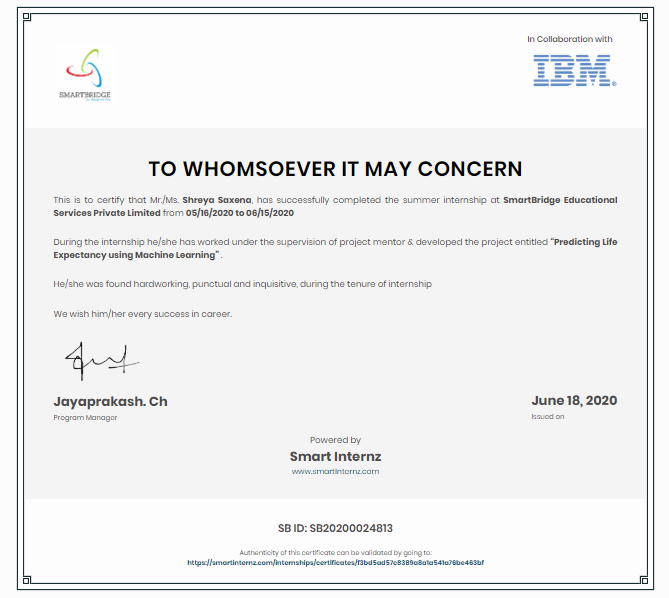 In Collaboration with
IBM®
SMARTBRIDGE
TO WHOMSOEVER IT MAY CONCERN
This is to certify that Mr./Ms. Shreya Saxena, has successfully completed the summer internship at SmartBridge Educational
Services Private Limited from 05/16/2020 to 06/15/2020
During the internship he/she has worked under the supervision of project mentor & developed the project entitled "Predicting Life
Expectancy using Machine Learning" .
He/she was found hardworking, punctual and inquisitive, during the tenure of internship
We wish him/her every success in career.
Jayaprakash. Ch
Program Manager
June 18, 2020
Issued on
Powered by
Smart Internz
www.smartinternz.com
SB ID: SB20200024813
Authenticity of this certificate can be validated by going to:
https://smartinternz.com/internships/certificates/f3bd5ad57c8389a8a1a541a76be463bf